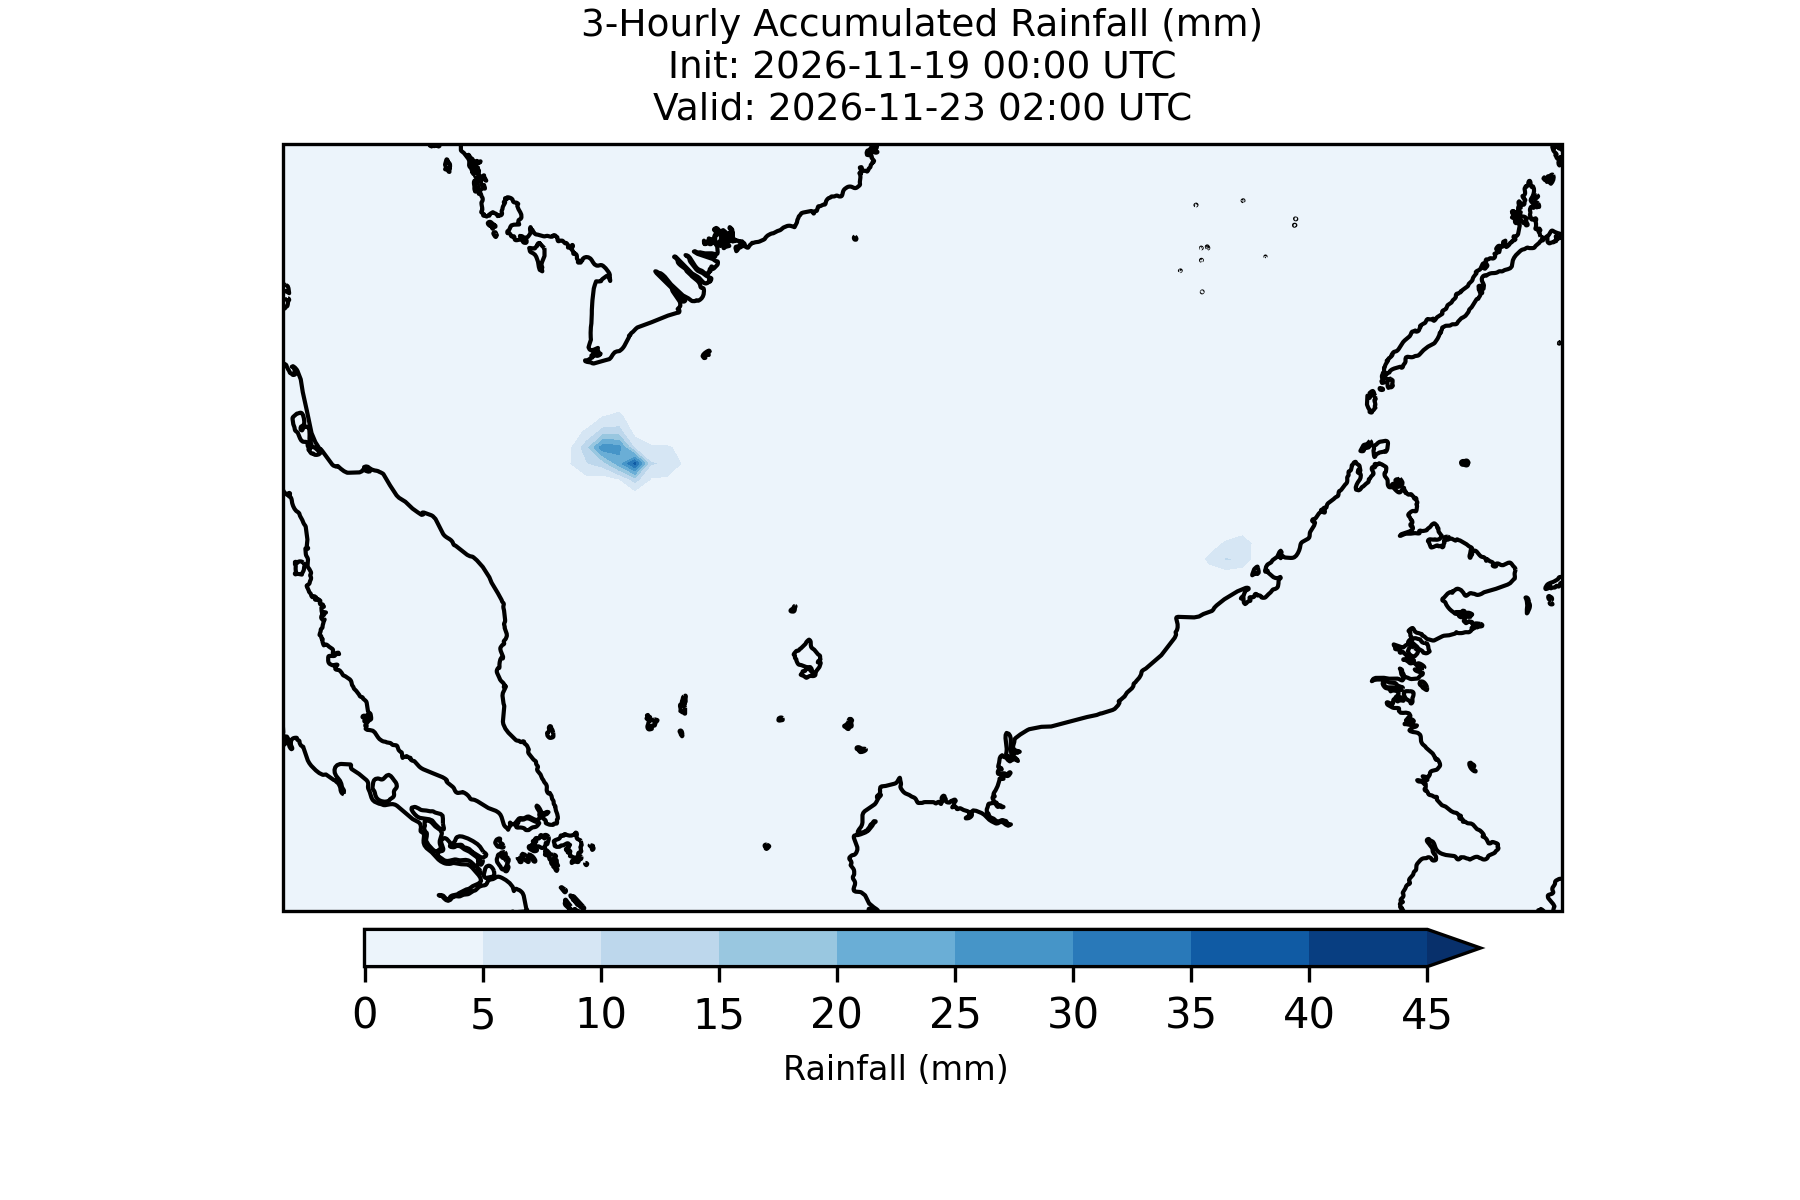 3-Hourly Accumulated Rainfall (mm)
Init: 2026-11-19 00:00 UTC
Valid: 2026-11-23 02:00 UTC
0 5 10 15 20 25 30 35 40 45
Rainfall (mm)